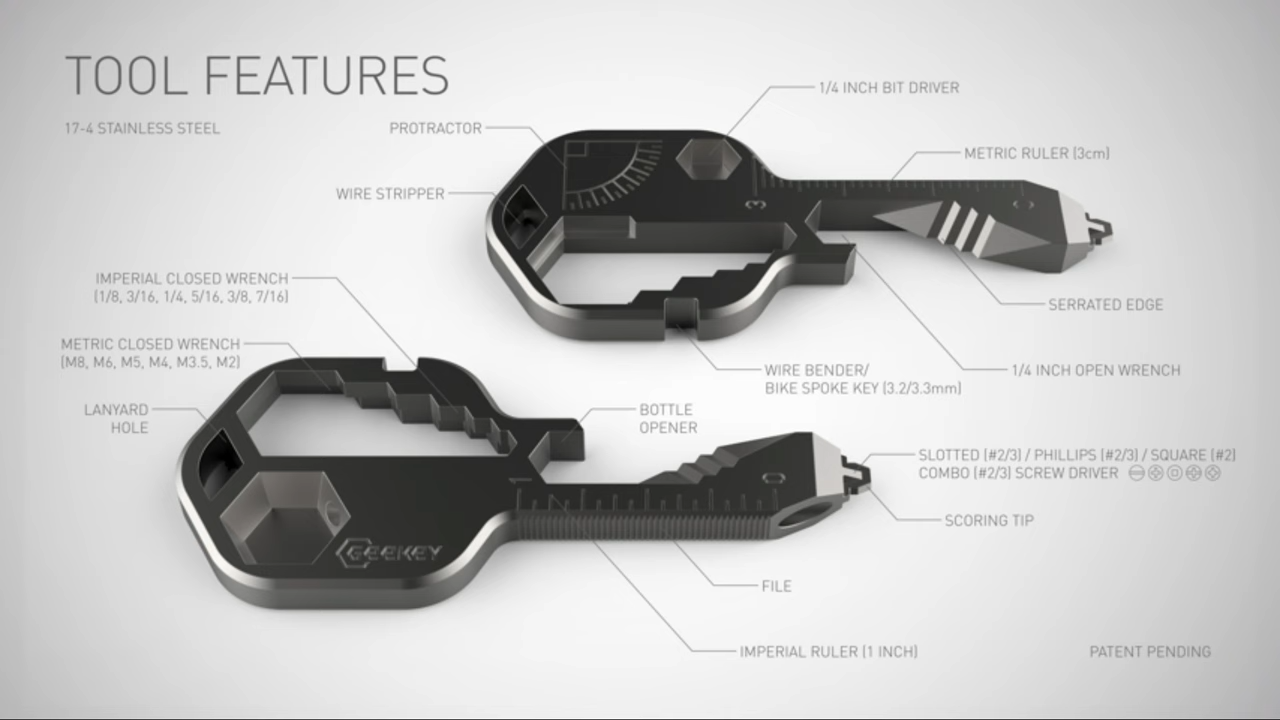 TOOL FEATURES
17-4 STAINLESS STEEL
PROTRACTOR
1/4 INCH BIT DRIVER
METRIC RULER (3cm)
WIRE STRIPPER
3
0
IMPERIAL CLOSED WRENCH
(1/8, 3/16, 1/4, 5/16, 3/8, 7/16)
SERRATED EDGE
METRIC CLOSED WRENCH
(M8, M6, M5, M4, M3.5, M2)
WIRE BENDER/
BIKE SPOKE KEY (3.2/3.3mm)
1/4 INCH OPEN WRENCH
LANYARD
HOLE
BOTTLE
OPENER
SLOTTED (#2/3) / PHILLIPS (#2/3) / SQUARE (#2)
COMBO (#2/3) SCREW DRIVER
1
0
SCORING TIP
GEEKEY
FILE
IMPERIAL RULER (1 INCH)
PATENT PENDING